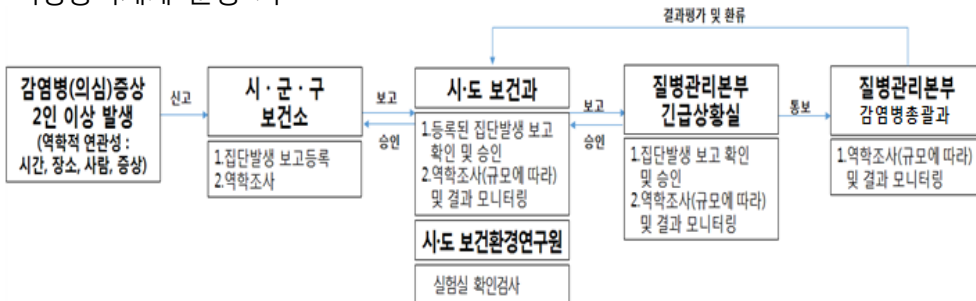 결과평가 및 환류
감염병(의심)증상
2인 이상 발생
(역학적 연관성 :
시간, 장소, 사람, 증상)
신고
시·군·구
보건소
1.집단발생 보고등록
2.역학조사
보고
승인
시·도 보건과
1.등록된 집단발생 보고
확인 및 승인
2.역학조사(규모에 따라)
및 결과 모니터링
시·도 보건환경연구원
실험실 확인검사
보고
승인
질병관리본부
긴급상황실
1.집단발생 보고 확인
및 승인
2.역학조사(규모에 따라)
및 결과 모니터링
통보
질병관리본부
감염병총괄과
1.역학조사(규모에 따라)
및 결과 모니터링